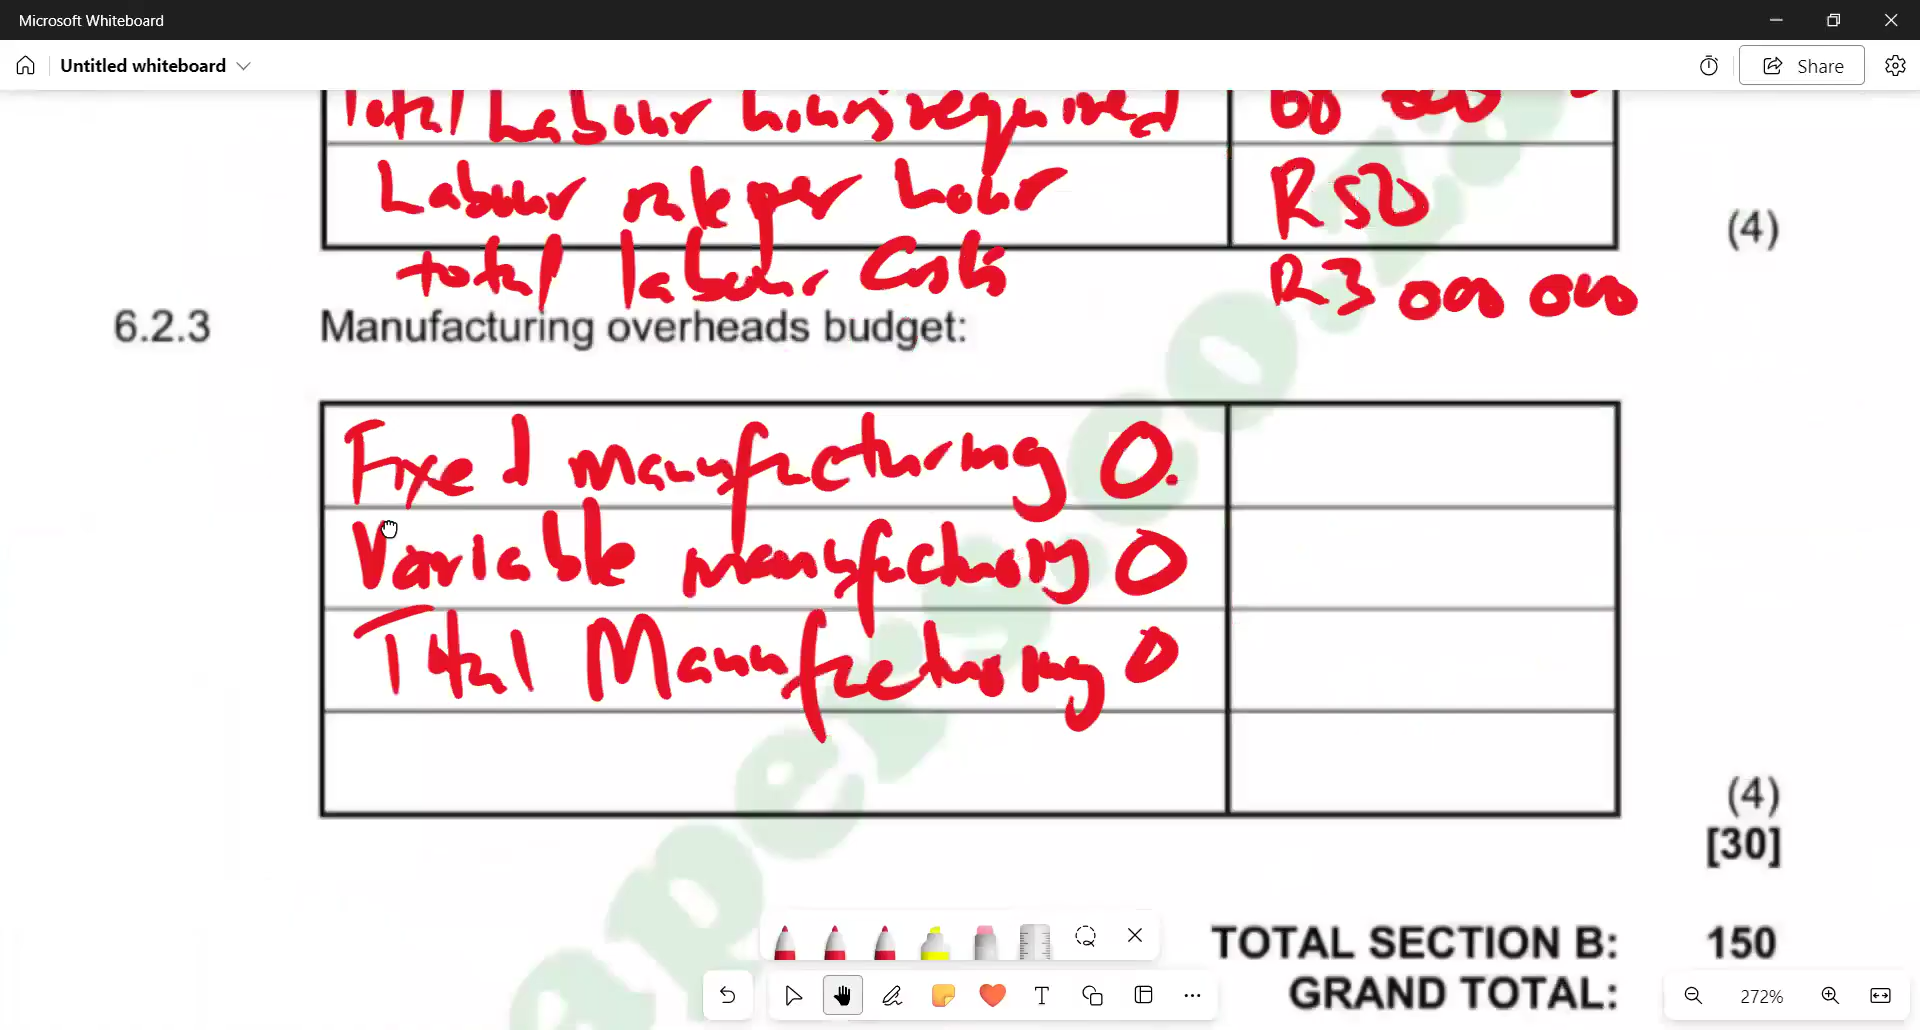 Microsoft Whiteboard
Untitled whiteboard
Share
Total Labour hours required 60 000
Labour rate per hour R50
(4)
total labour Costs R3 000 000
6.2.3 Manufacturing overheads budget:
Fixed manufacturing O.
Variable manufacturing O
Total Manufacturing O
(4)
[30]
TOTAL SECTION B: 150
GRAND TOTAL:
272%